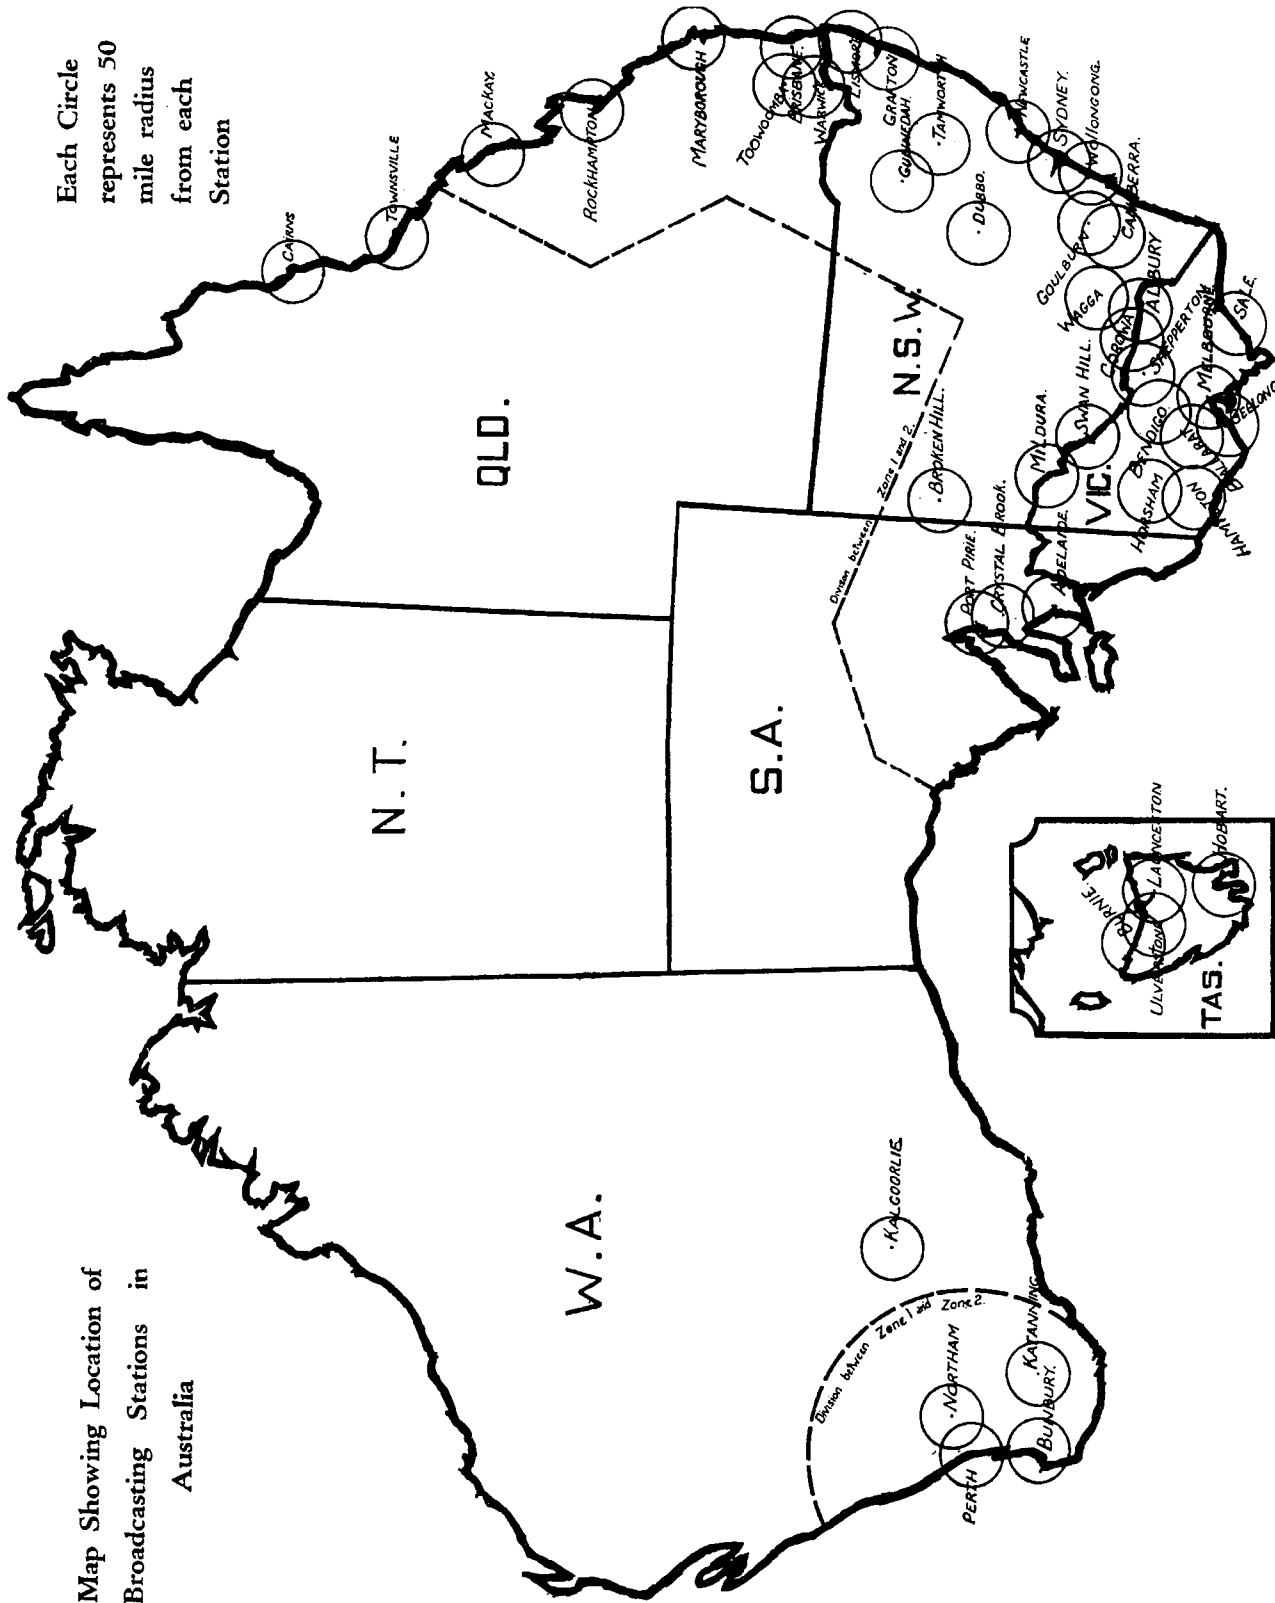 Map Showing Location of
Broadcasting Stations in
Australia
Each Circle
represents 50
mile radius
from each
Station
CAIRNS
TOWNSVILLE
MACKAY.
ROCKHAMPTON
MARYBOROUGH
TOOWOOMBA
BRISBANE.
WARWICK
LISMORE
GRAFTON
GUNNEDAH.
TAMWORTH
DUBBO.
NEWCASTLE
SYDNEY.
WOLLONGONG.
CANBERRA.
GOULBURN.
WAGGA
ALBURY
COROWA
SHEPPERTON
SWAN HILL.
MILDURA.
BENDIGO.
BALLARAT
MELBOURNE.
GEELONG
SALE.
HORSHAM
HAMILTON
BROKEN HILL.
PORT PIRIE.
CRYSTAL BROOK.
ADELAIDE.
QLD.
N.S.W.
VIC.
N. T.
S.A.
W.A.
Division between Zone 1 and 2.
KALGOORLIE.
Division between Zone 1 and Zone 2.
NORTHAM
KATANNING.
PERTH
BUNBURY.
BURNIE.
ULVERSTONE
LAUNCESTON
HOBART.
TAS.